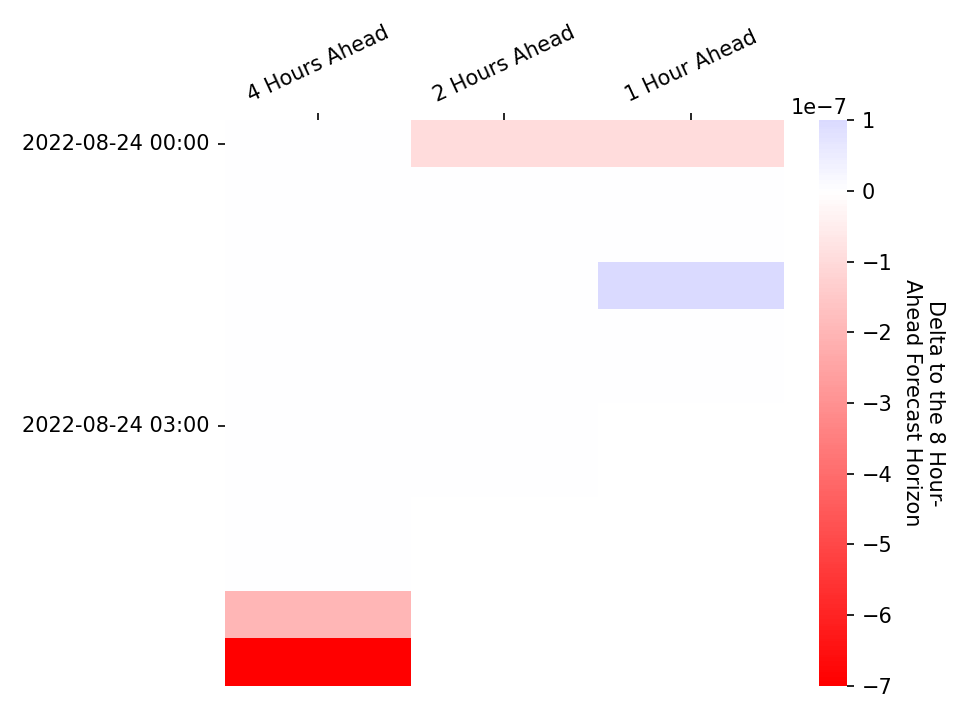 4 Hours Ahead
2 Hours Ahead
1 Hour Ahead
1e−7
2022-08-24 00:00
2022-08-24 03:00
1
0
−1
−2
−3
−4
−5
−6
−7
Delta to the 8 Hour-
Ahead Forecast Horizon